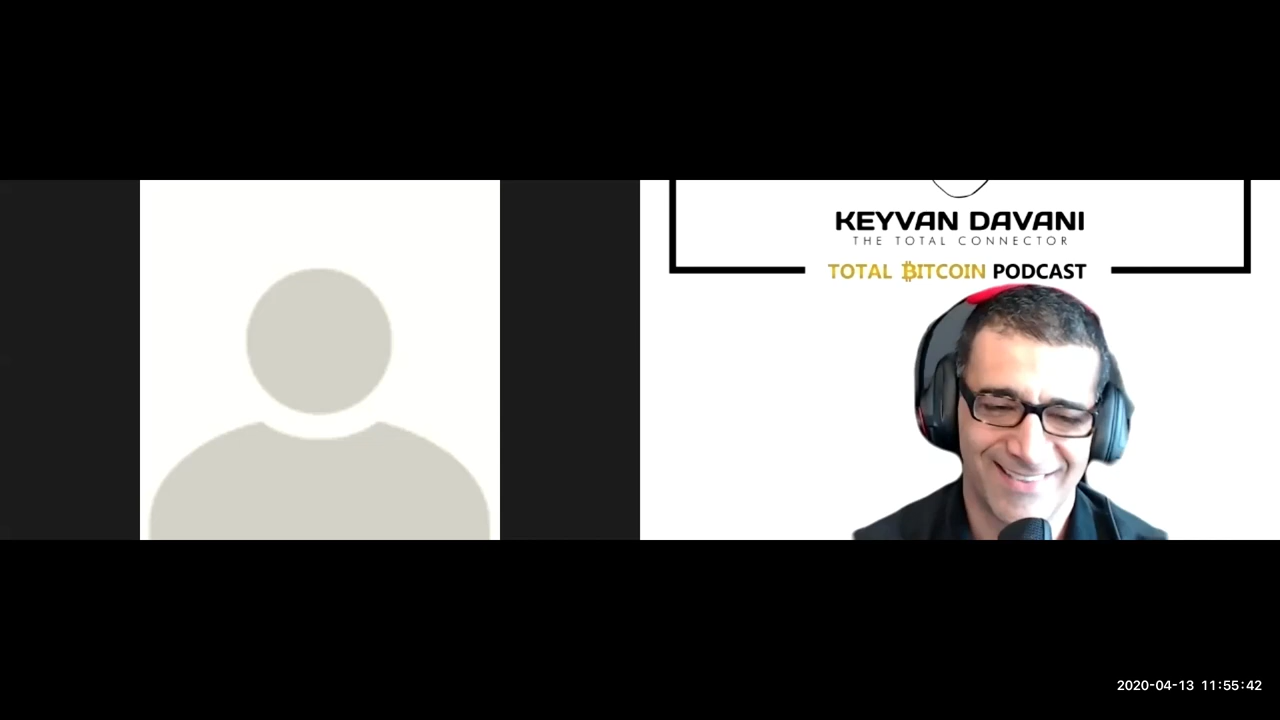 KEYVAN DAVANI
THE TOTAL CONNECTOR
TOTAL BITCOIN PODCAST
2020-04-13 11:55:42